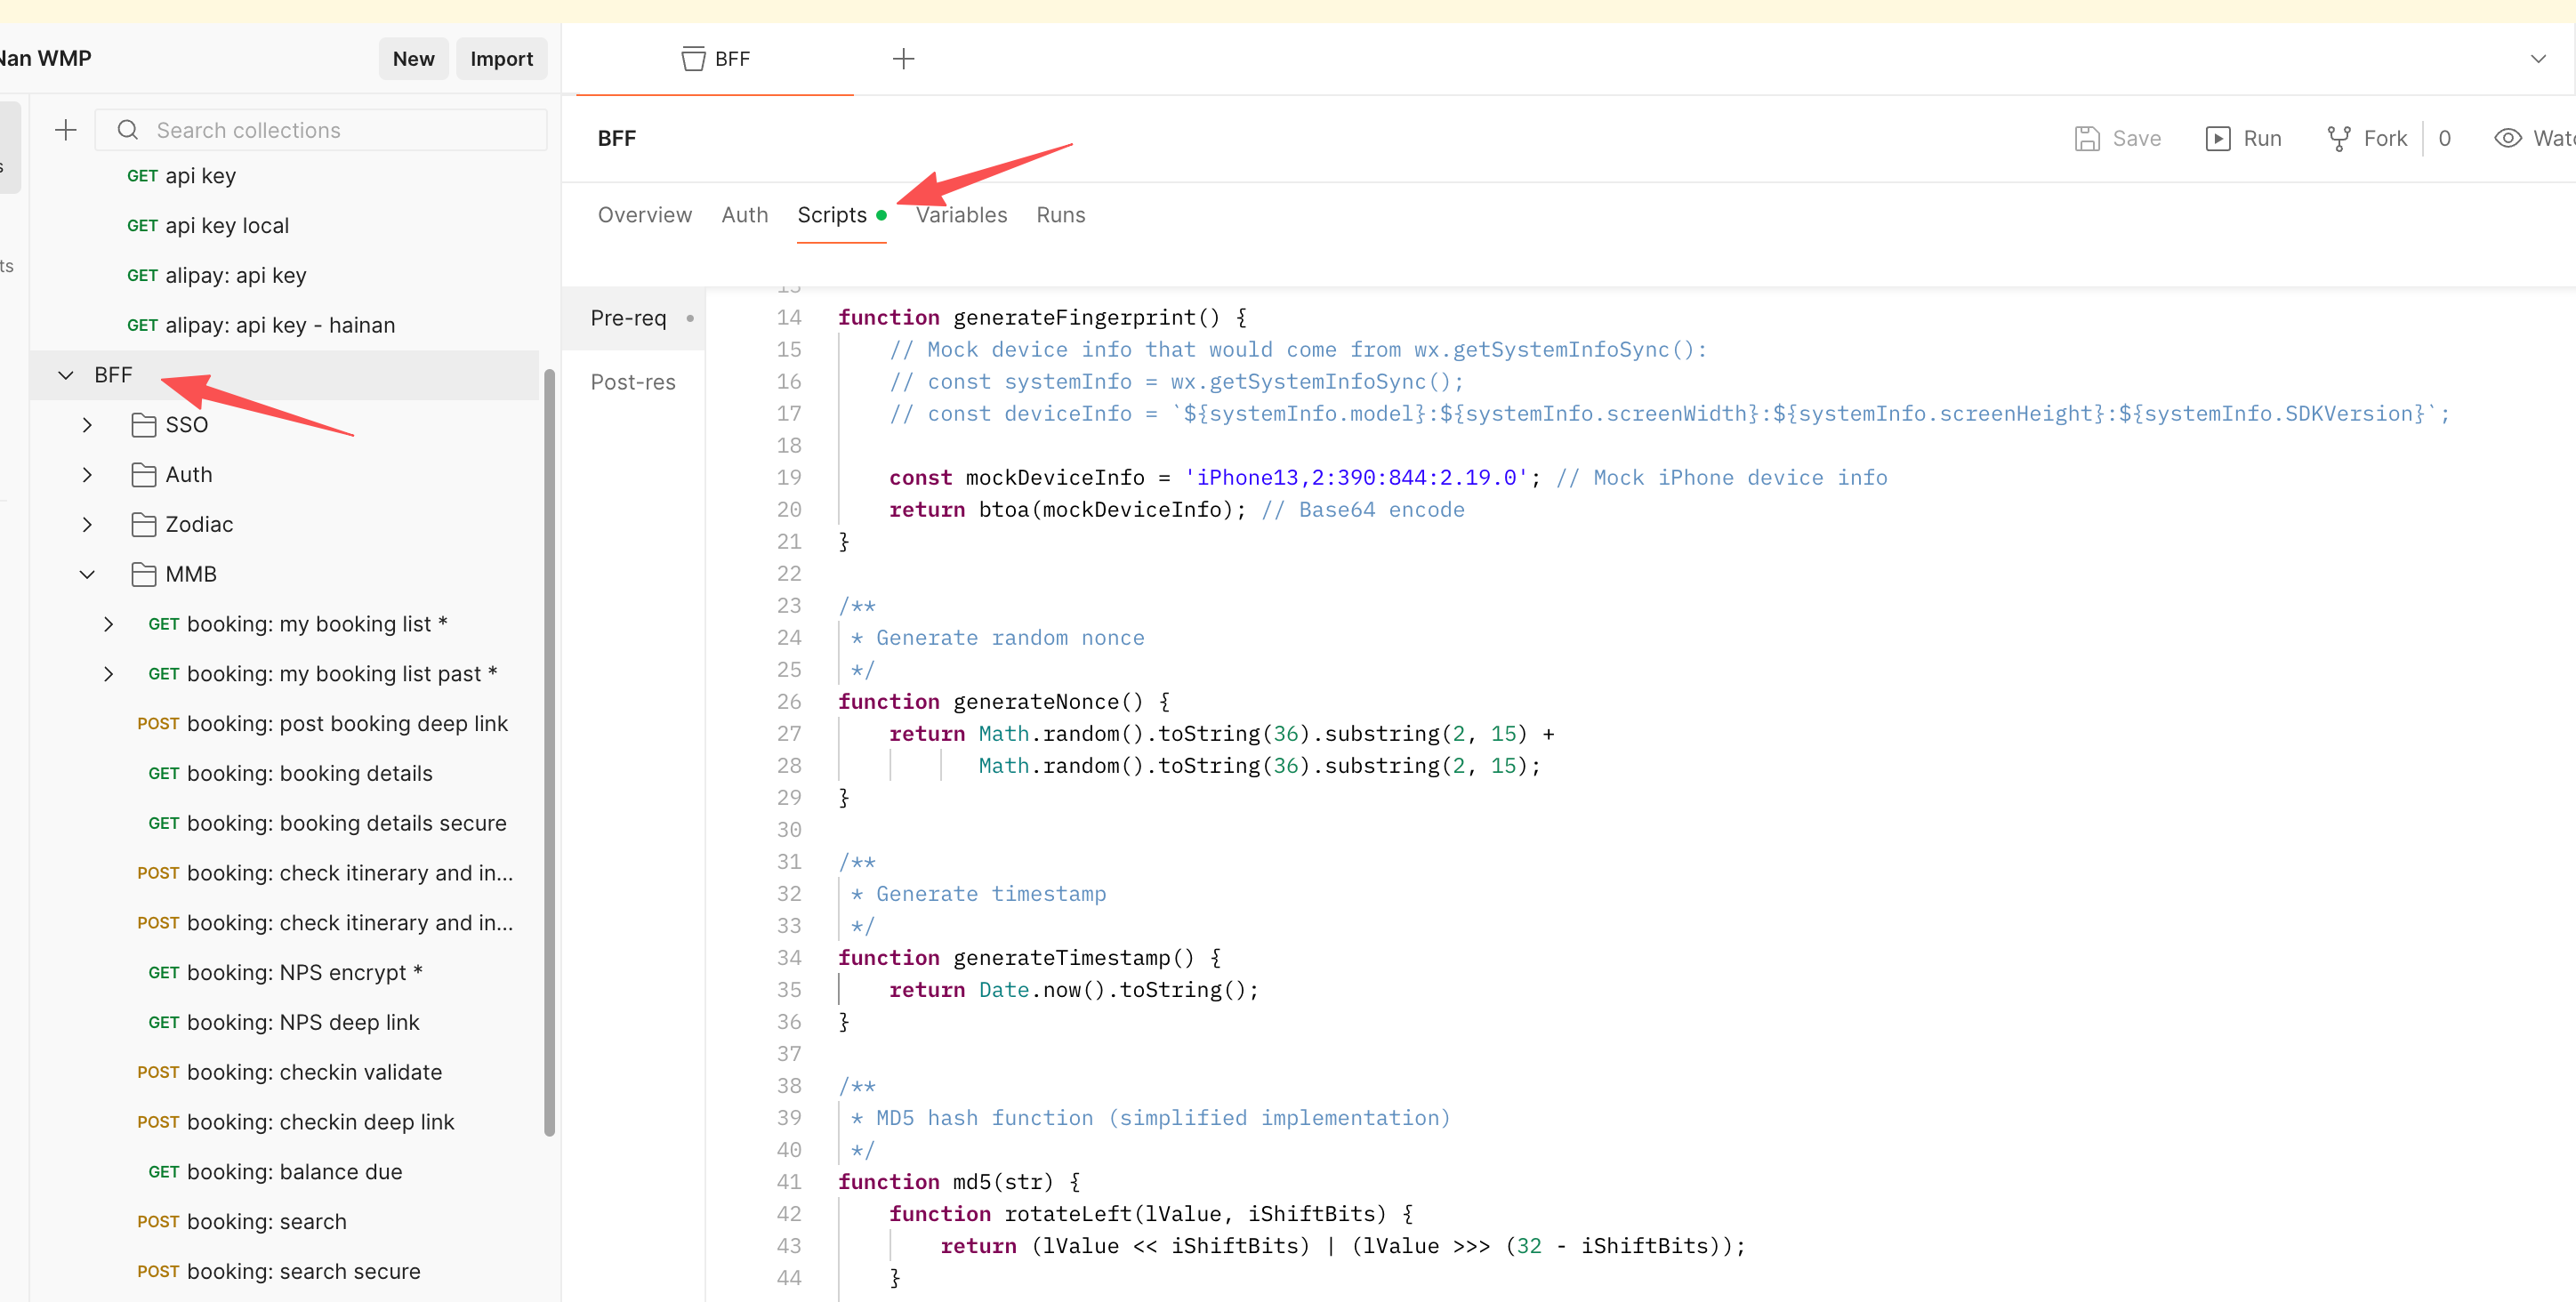 Nan WMP
New
Import
BFF
Search collections
GET api key
GET api key local
GET alipay: api key
GET alipay: api key - hainan
BFF
SSO
Auth
Zodiac
MMB
GET booking: my booking list *
GET booking: my booking list past *
POST booking: post booking deep link
GET booking: booking details
GET booking: booking details secure
POST booking: check itinerary and in...
POST booking: check itinerary and in...
GET booking: NPS encrypt *
GET booking: NPS deep link
POST booking: checkin validate
POST booking: checkin deep link
GET booking: balance due
POST booking: search
POST booking: search secure
s
ts
BFF
Save
Run
Fork
0
Wat
Overview
Auth
Scripts
Variables
Runs
Pre-req
Post-res
14 function generateFingerprint() {
15 // Mock device info that would come from wx.getSystemInfoSync():
16 // const systemInfo = wx.getSystemInfoSync();
17 // const deviceInfo = `${systemInfo.model}:${systemInfo.screenWidth}:${systemInfo.screenHeight}:${systemInfo.SDKVersion}`;
18
19 const mockDeviceInfo = 'iPhone13,2:390:844:2.19.0'; // Mock iPhone device info
20 return btoa(mockDeviceInfo); // Base64 encode
21 }
22
23 /**
24 * Generate random nonce
25 */
26 function generateNonce() {
27 return Math.random().toString(36).substring(2, 15) +
28 Math.random().toString(36).substring(2, 15);
29 }
30
31 /**
32 * Generate timestamp
33 */
34 function generateTimestamp() {
35 return Date.now().toString();
36 }
37
38 /**
39 * MD5 hash function (simplified implementation)
40 */
41 function md5(str) {
42 function rotateLeft(lValue, iShiftBits) {
43 return (lValue << iShiftBits) | (lValue >>> (32 - iShiftBits));
44 }